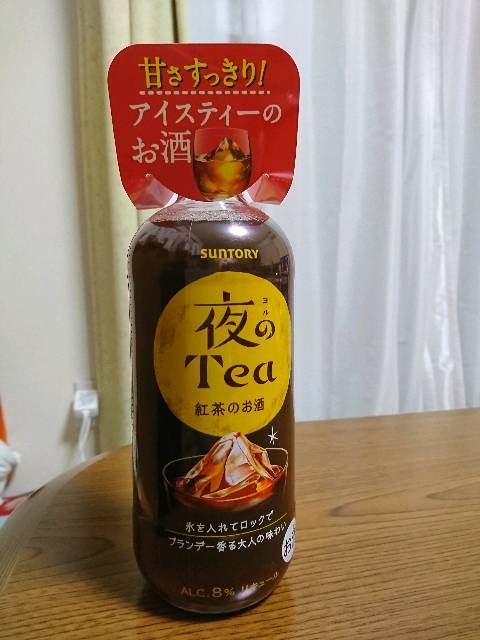 甘さすっきり!
アイスティーの
お酒
SUNTORY
ヨル
夜の
Tea
紅茶のお酒
氷を入れてロックで
ブランデー香る大人の味わい
ALC.8% リキュール
お酒